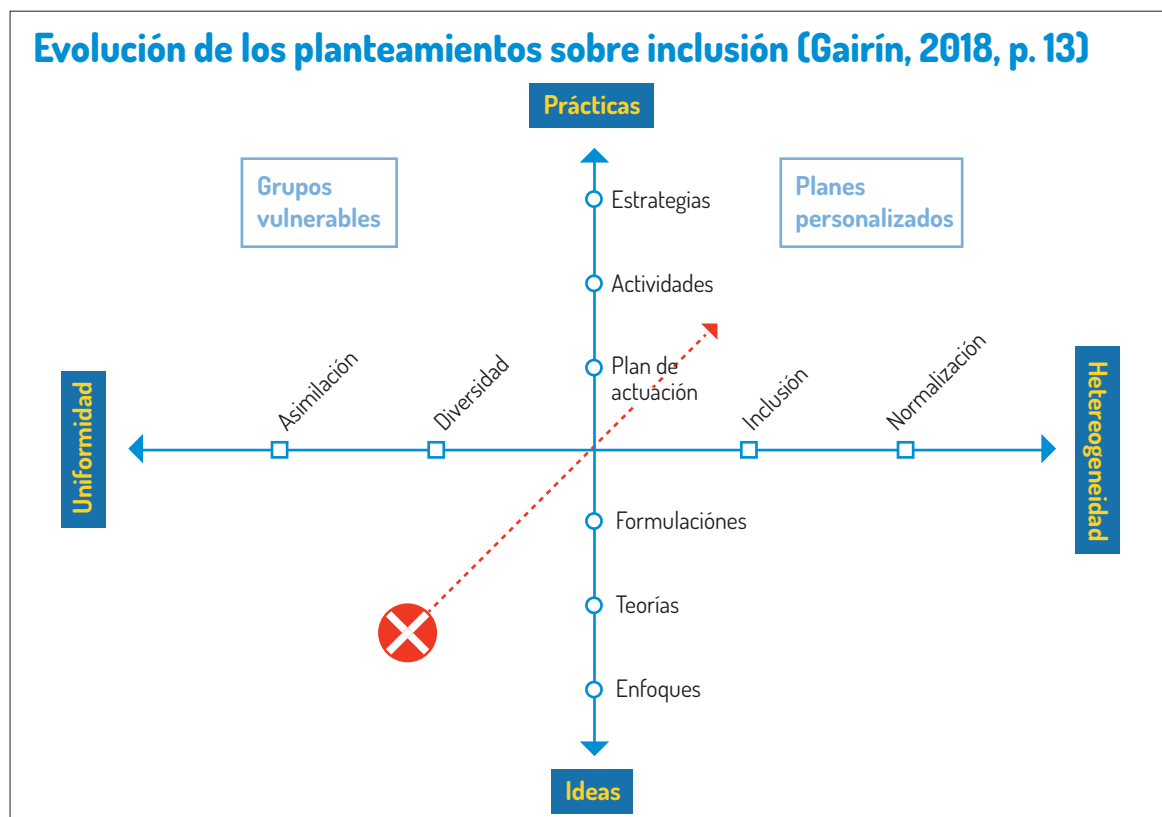 Evolución de los planteamientos sobre inclusión (Gairín, 2018, p. 13)
Prácticas
Grupos
vulnerables
Planes
personalizados
Estrategias
Actividades
Plan de
actuación
Uniformidad
Asimilación
Diversidad
Inclusión
Normalización
Hetereogeneidad
Formulaciónes
Teorías
Enfoques
Ideas